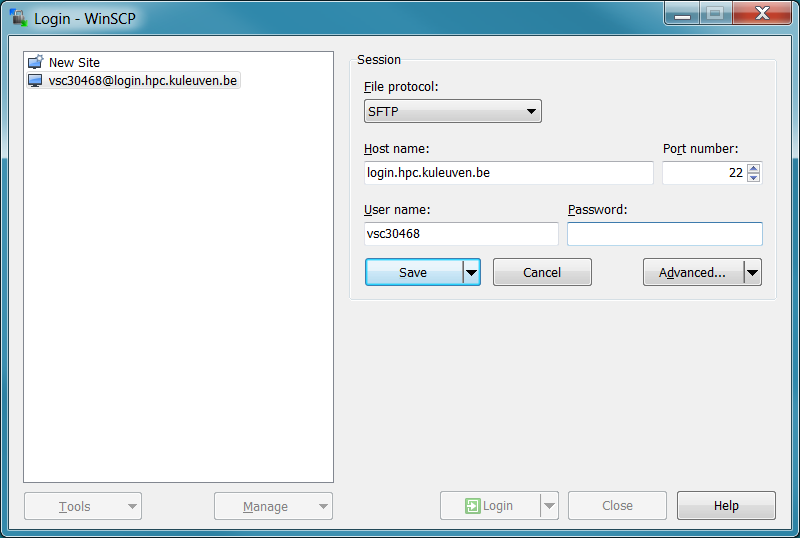 Login - WinSCP
New Site
vsc30468@login.hpc.kuleuven.be
Session
File protocol:
SFTP
Host name:
Port number:
login.hpc.kuleuven.be
22
User name:
Password:
vsc30468
Save
Cancel
Advanced...
Tools
Manage
Login
Close
Help